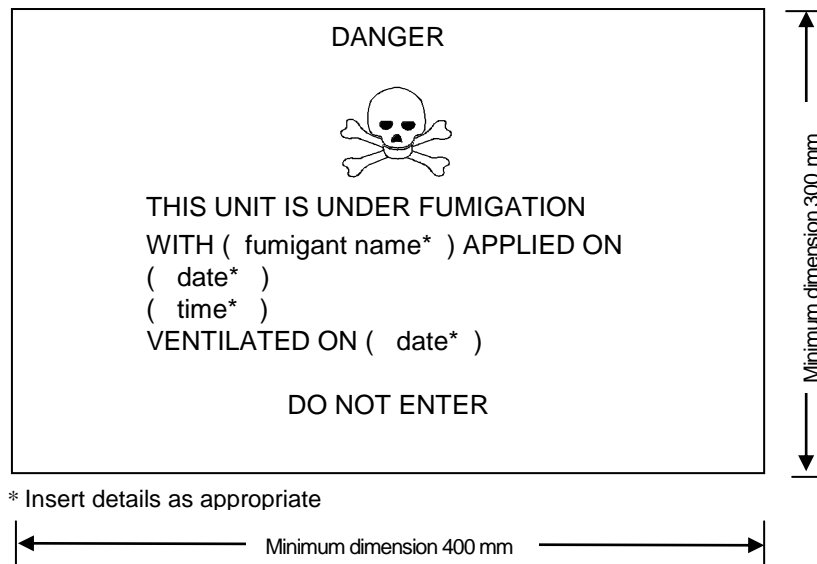 DANGER
THIS UNIT IS UNDER FUMIGATION
WITH ( fumigant name* ) APPLIED ON
( date* )
( time* )
VENTILATED ON ( date* )
DO NOT ENTER
Minimum dimension 300 mm
* Insert details as appropriate
Minimum dimension 400 mm